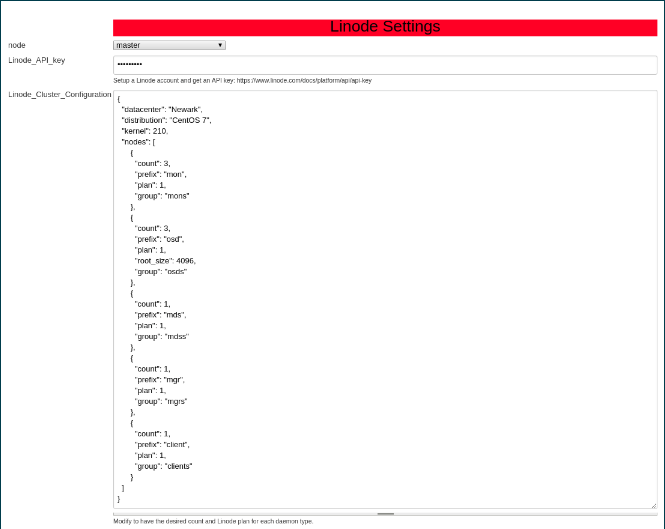 Linode Settings
node
master
Linode_API_key
•••••••••
Setup a Linode account and get an API key: https://www.linode.com/docs/platform/api/api-key
Linode_Cluster_Configuration
{
"datacenter": "Newark",
"distribution": "CentOS 7",
"kernel": 210,
"nodes": [
{
"count": 3,
"prefix": "mon",
"plan": 1,
"group": "mons"
},
{
"count": 3,
"prefix": "osd",
"plan": 1,
"root_size": 4096,
"group": "osds"
},
{
"count": 1,
"prefix": "mds",
"plan": 1,
"group": "mdss"
},
{
"count": 1,
"prefix": "mgr",
"plan": 1,
"group": "mgrs"
},
{
"count": 1,
"prefix": "client",
"plan": 1,
"group": "clients"
}
]
}
Modify to have the desired count and Linode plan for each daemon type.